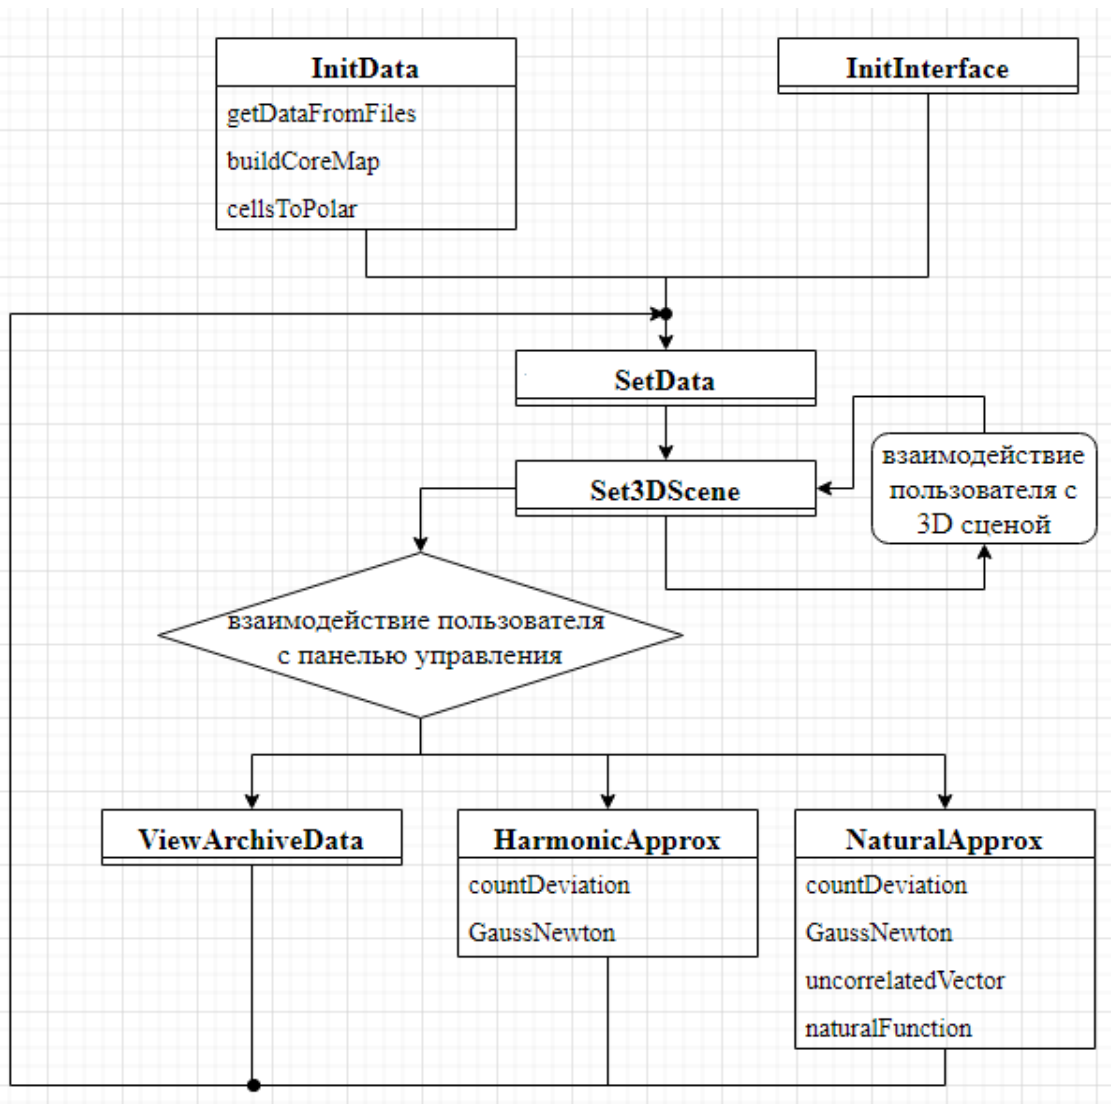 InitData
getDataFromFiles
buildCoreMap
cellsToPolar
InitInterface
SetData
Set3DScene
взаимодействие
пользователя с
3D сценой
взаимодействие пользователя
с панелью управления
ViewArchiveData
HarmonicApprox
countDeviation
GaussNewton
NaturalApprox
countDeviation
GaussNewton
uncorrelatedVector
naturalFunction